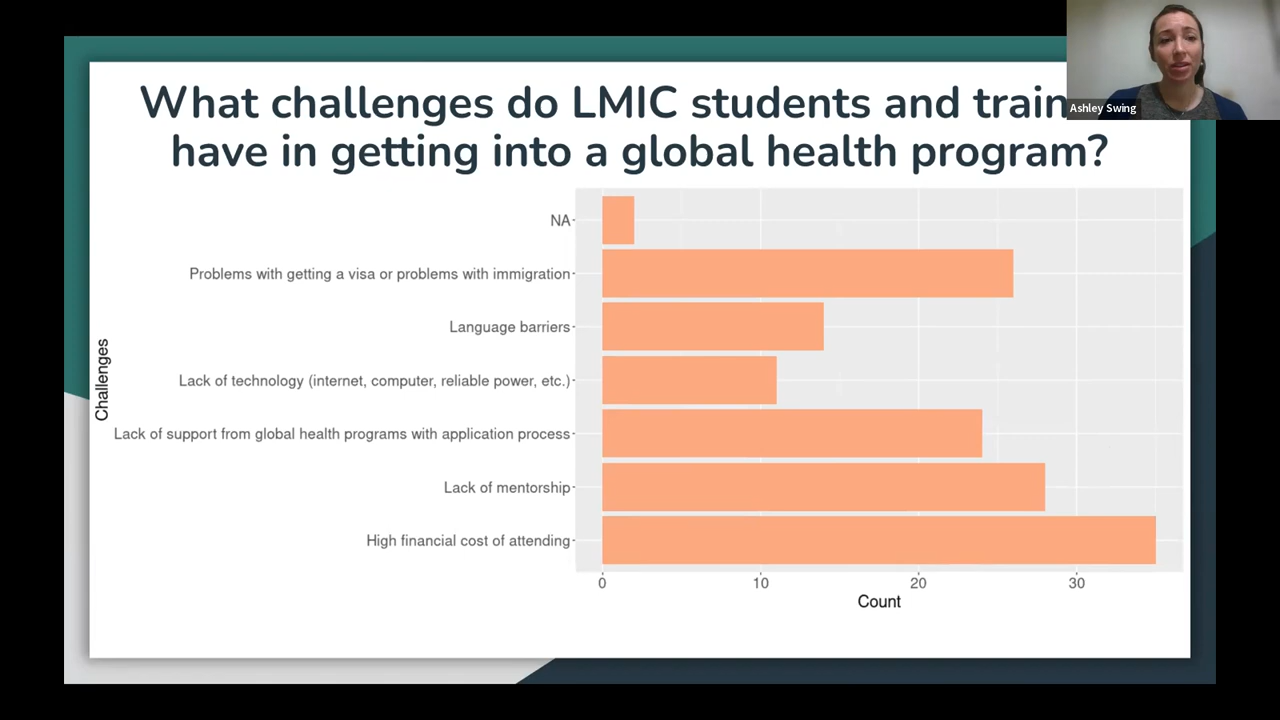 What challenges do LMIC students and train
Ashley Swing
have in getting into a global health program?
NA
Problems with getting a visa or problems with immigration
Language barriers
Lack of technology (internet, computer, reliable power, etc.)
Challenges
Lack of support from global health programs with application process
Lack of mentorship
High financial cost of attending
0 10 20 30
Count